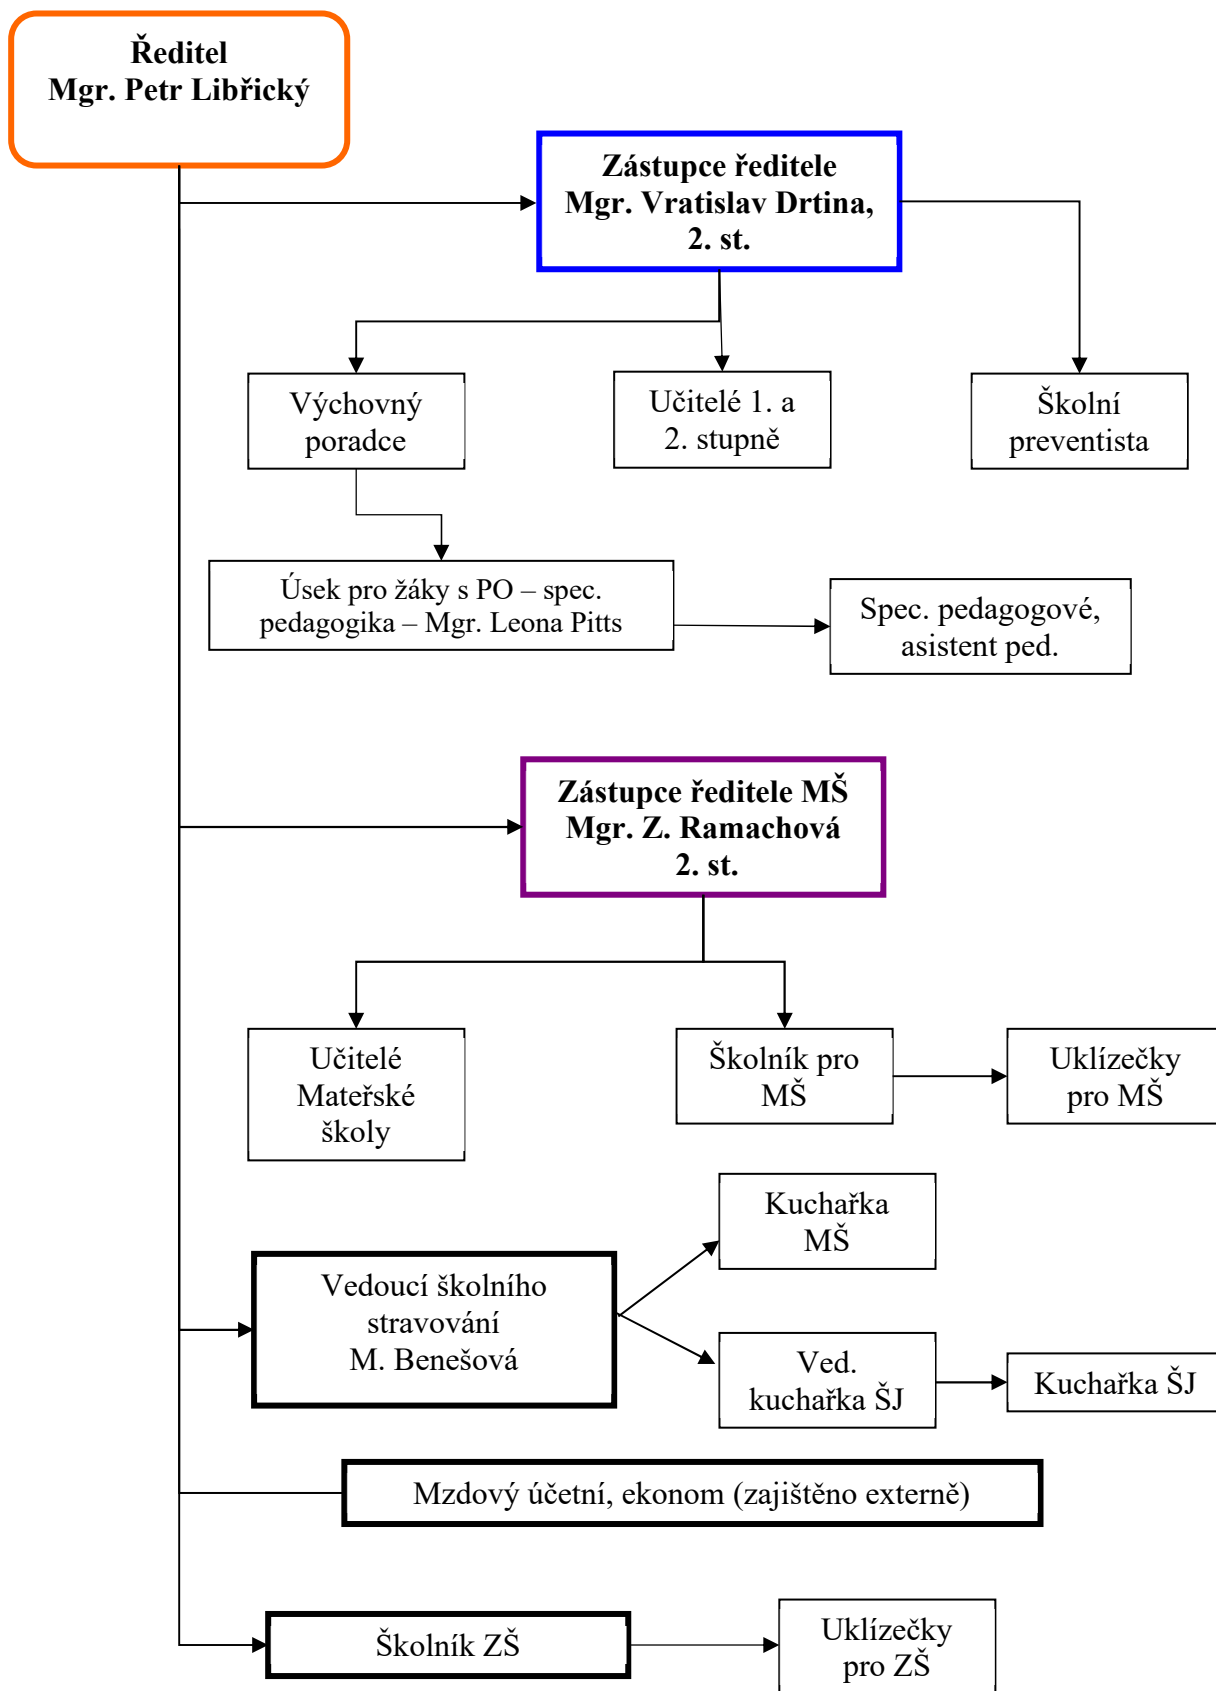 Ředitel
Mgr. Petr Libřický
Zástupce ředitele
Mgr. Vratislav Drtina,
2. st.
Výchovný
poradce
Učitelé 1. a
2. stupně
Školní
preventista
Úsek pro žáky s PO – spec.
pedagogika – Mgr. Leona Pitts
Spec. pedagogové,
asistent ped.
Zástupce ředitele MŠ
Mgr. Z. Ramachová
2. st.
Učitelé
Mateřské
školy
Školník pro
MŠ
Uklízečky
pro MŠ
Kuchařka
MŠ
Vedoucí školního
stravování
M. Benešová
Ved.
kuchařka ŠJ
Kuchařka ŠJ
Mzdový účetní, ekonom (zajištěno externě)
Školník ZŠ
Uklízečky
pro ZŠ